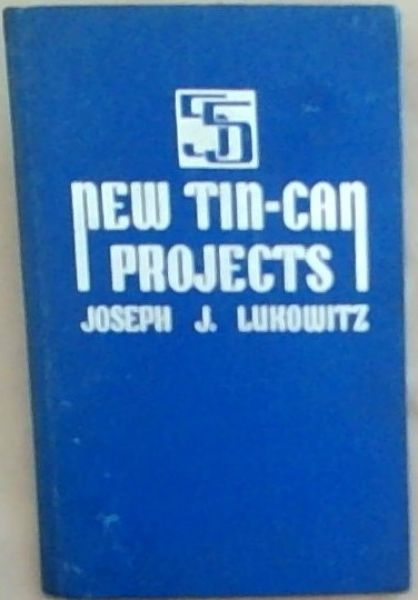 55
NEW TIN-CAN
PROJECTS
JOSEPH J. LUKOWITZ